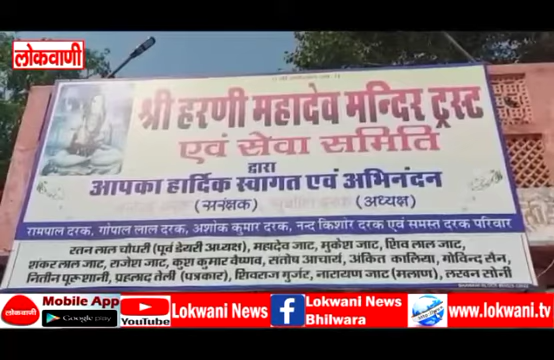 लोकवाणी
श्री हरणी महादेव मन्दिर ट्रस्ट
एवं सेवा समिति
द्वारा
आपका हार्दिक स्वागत एवं अभिनंदन
(सरंक्षक) (अध्यक्ष)
रामपाल दरक, गोपाल लाल दरक, अशोक कुमार दरक, नन्द किशोर दरक एवं समस्त दरक परिवार
रतन लाल चौधरी (पूर्व डेयरी अध्यक्ष), महादेव जाट, मुकेश जाट, शिव लाल जाट,
शंकर लाल जाट, राजेश जाट, कुश कुमार वैष्णव, संतोष आचार्य, अंकित कालिया, गोविन्द सैन,
नितीन पूरूशानी, प्रहलाद तेली (पत्रकार), शिवराज गुर्जर, नारायण जाट (मलाण), लखन सोनी
लोकवाणी
Mobile App
Google Play
YouTube
Lokwani News
Lokwani News
Bhilwara
www.lokwani.tv